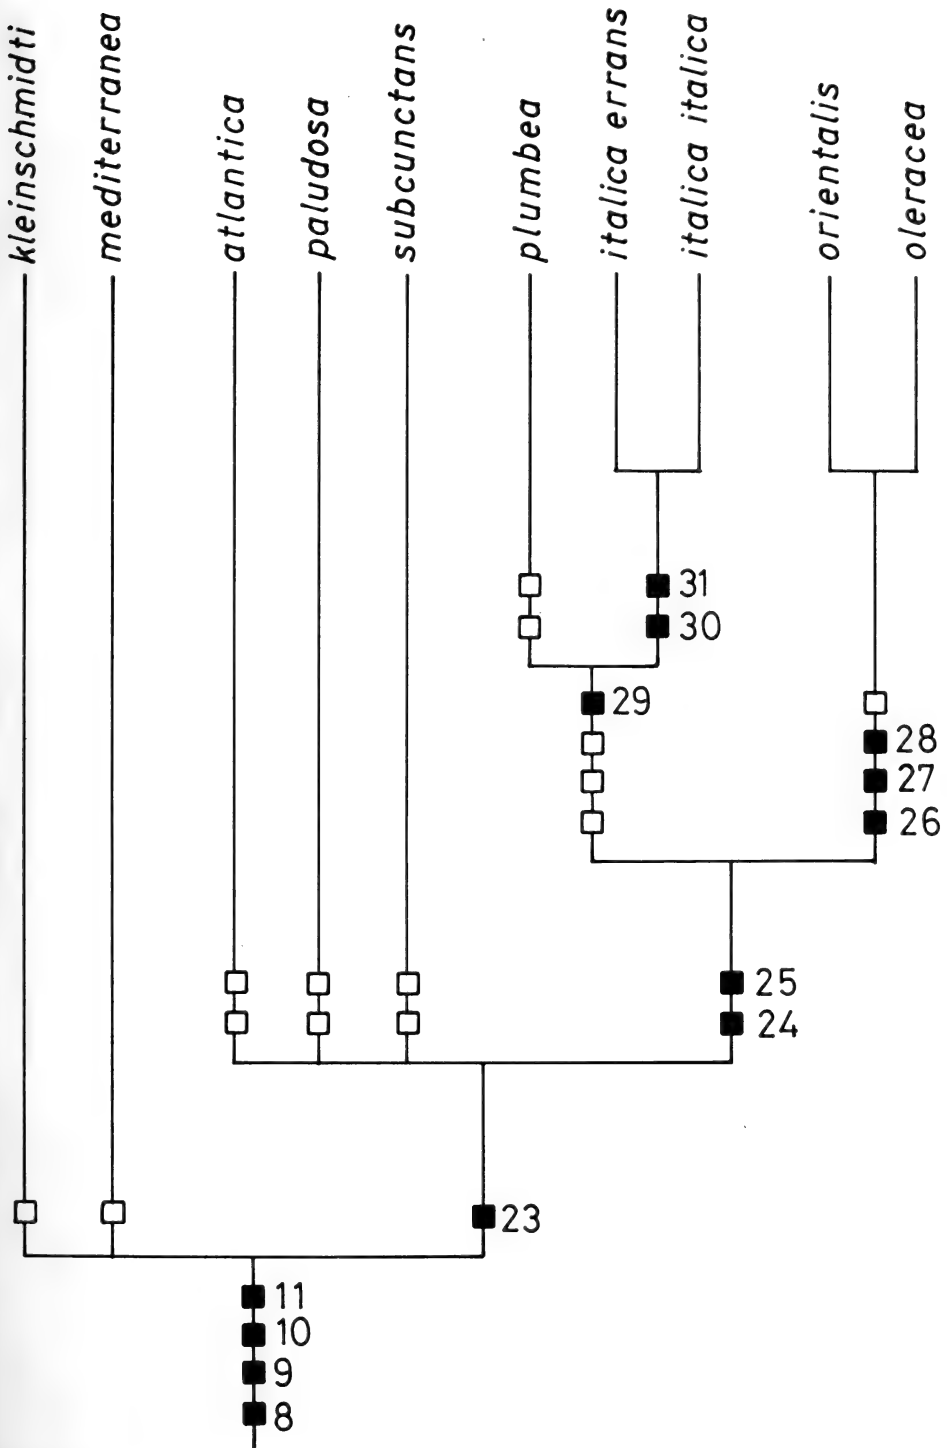 kleinschmidti
mediterranea
atlantica
paludosa
subcunctans
plumbea
italica errans
italica italica
orientalis
oleracea
31
30
29
28
27
26
25
24
23
11
10
9
8